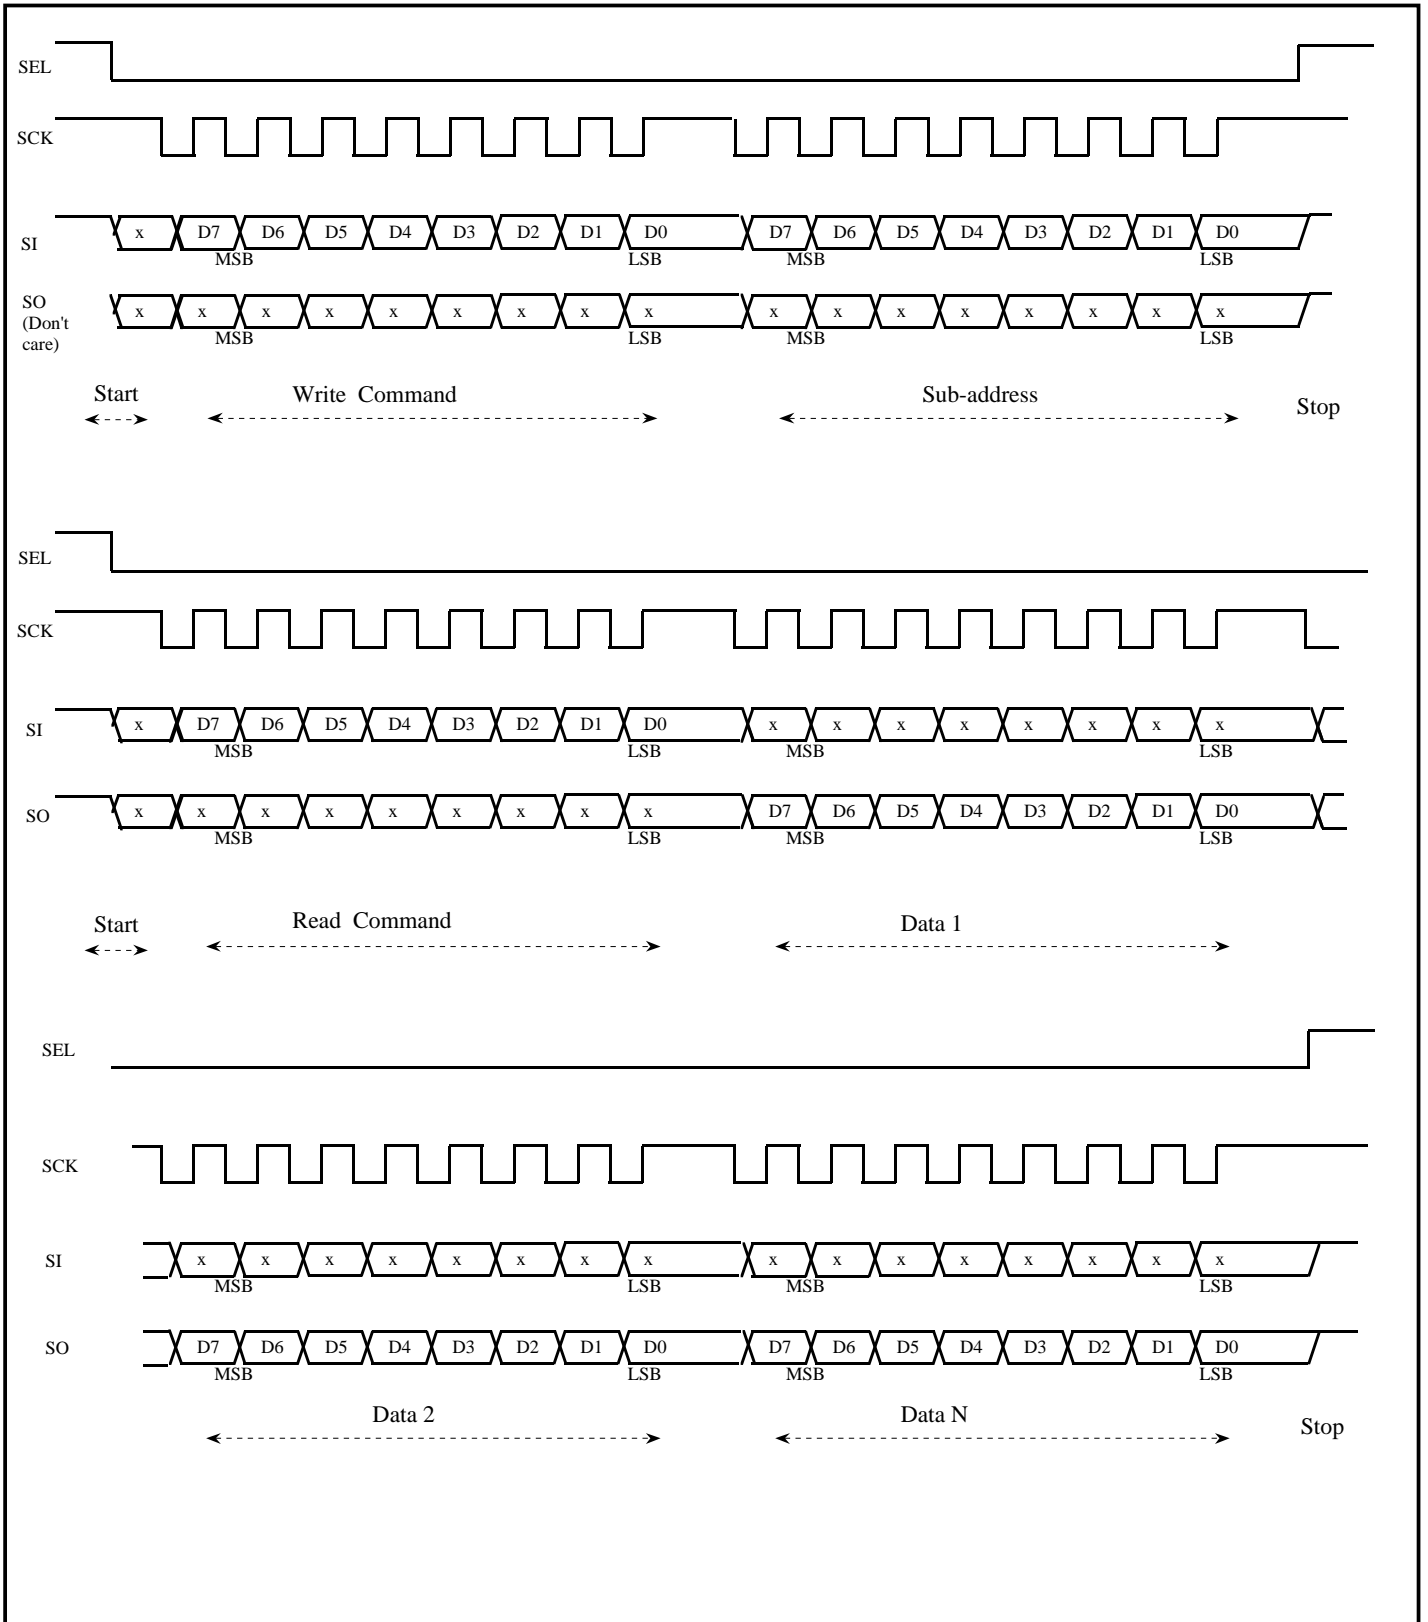 SEL
SCK
SI x D7 D6 D5 D4 D3 D2 D1 D0 D7 D6 D5 D4 D3 D2 D1 D0
MSB LSB MSB LSB
SO
(Don't
care)
x x x x x x x x x x x x x x x x x
MSB LSB MSB LSB
Start Write Command Sub-address Stop
SEL
SCK
SI x D7 D6 D5 D4 D3 D2 D1 D0 x x x x x x x x
MSB LSB MSB LSB
SO x x x x x x x x x D7 D6 D5 D4 D3 D2 D1 D0
MSB LSB MSB LSB
Start Read Command Data 1
SEL
SCK
SI x x x x x x x x x x x x x x x x
MSB LSB MSB LSB
SO D7 D6 D5 D4 D3 D2 D1 D0 D7 D6 D5 D4 D3 D2 D1 D0
MSB LSB MSB LSB
Data 2 Data N Stop